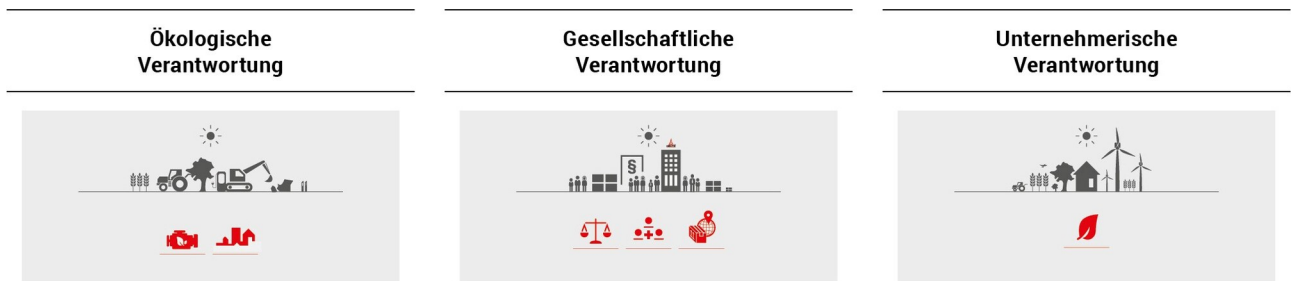 Ökologische
Verantwortung
Gesellschaftliche
Verantwortung
Unternehmerische
Verantwortung
§